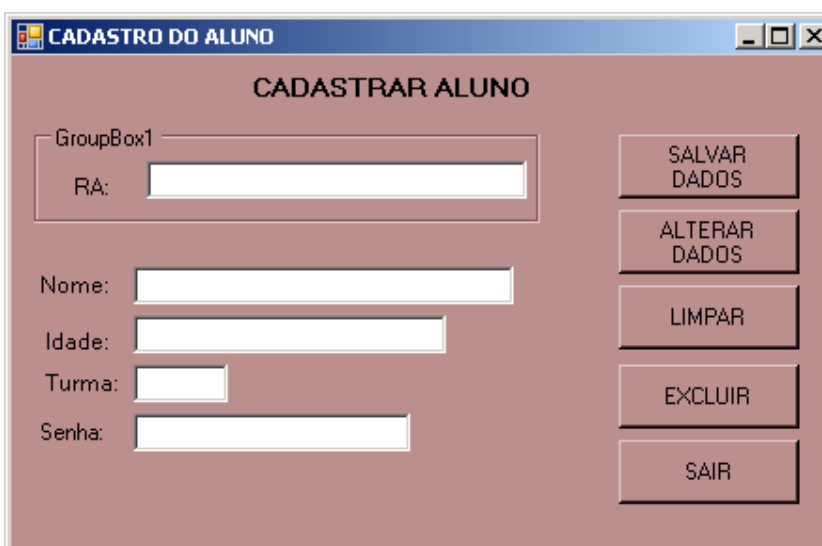 CADASTRO DO ALUNO
CADASTRAR ALUNO
GroupBox1
RA:
Nome:
Idade:
Turma:
Senha:
SALVAR
DADOS
ALTERAR
DADOS
LIMPAR
EXCLUIR
SAIR